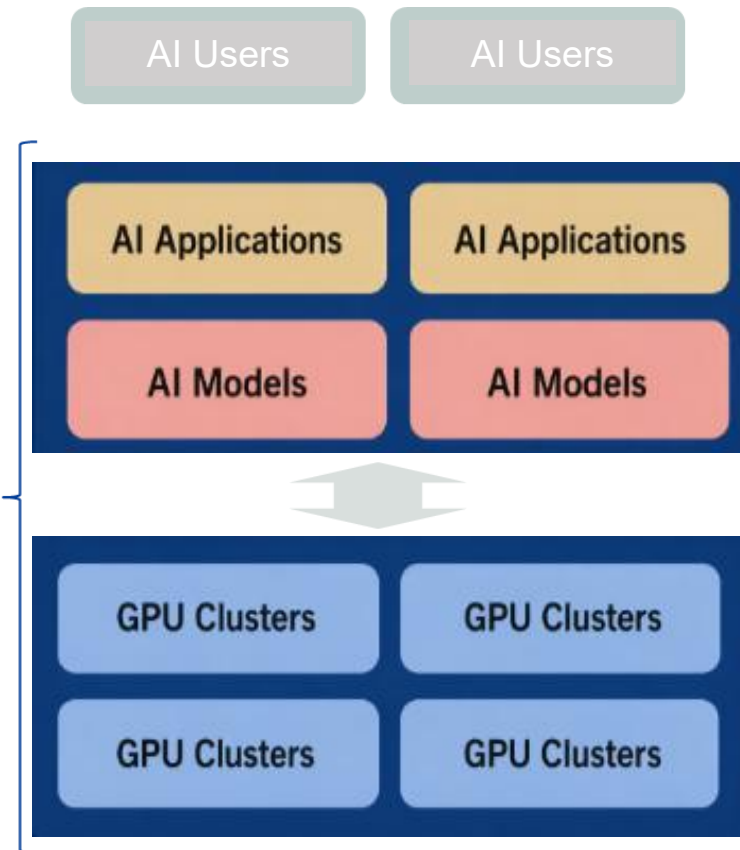 AI Users AI Users
AI Applications AI Applications
AI Models AI Models
GPU Clusters GPU Clusters
GPU Clusters GPU Clusters